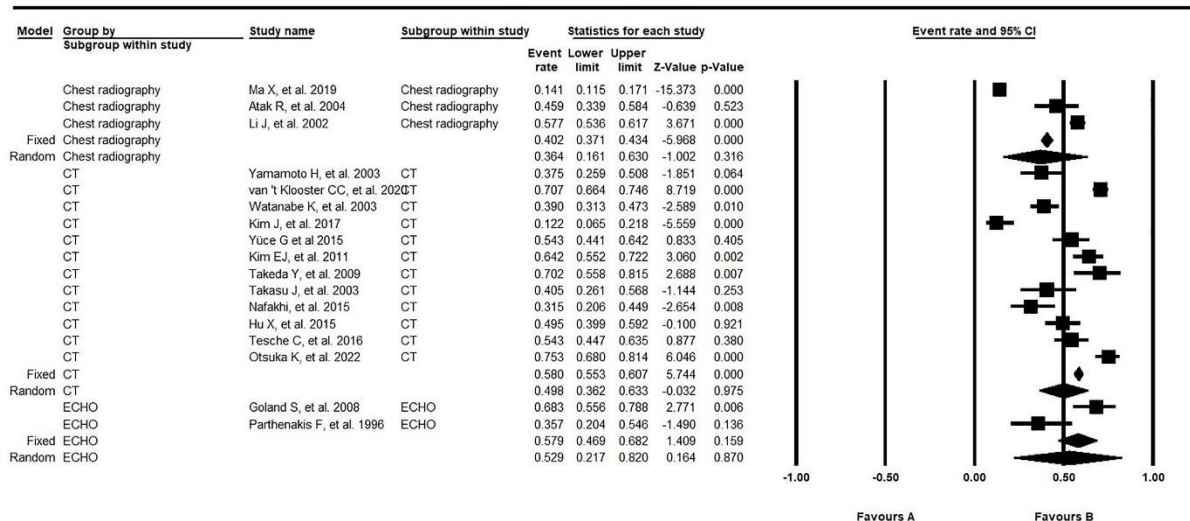 Model Group by Study name Subgroup within study Statistics for each study Event rate and 95% CI
Subgroup within study
Event Lower Upper
rate limit limit Z-Value p-Value
Chest radiography Ma X, et al. 2019 Chest radiography 0.141 0.115 0.171 -15.373 0.000
Chest radiography Atak R, et al. 2004 Chest radiography 0.459 0.339 0.584 -0.639 0.523
Chest radiography Li J, et al. 2002 Chest radiography 0.577 0.536 0.617 3.671 0.000
Fixed Chest radiography 0.402 0.371 0.434 -5.968 0.000
Random Chest radiography 0.364 0.161 0.630 -1.002 0.316
CT Yamamoto H, et al. 2003 CT 0.375 0.259 0.508 -1.851 0.064
CT van 't Klooster CC, et al. 2020 CT 0.707 0.664 0.746 8.719 0.000
CT Watanabe K, et al. 2003 CT 0.390 0.313 0.473 -2.589 0.010
CT Kim J, et al. 2017 CT 0.122 0.065 0.218 -5.559 0.000
CT Yüce G et al 2015 CT 0.543 0.441 0.642 0.833 0.405
CT Kim EJ, et al. 2011 CT 0.642 0.552 0.722 3.060 0.002
CT Takeda Y, et al. 2009 CT 0.702 0.558 0.815 2.688 0.007
CT Takasu J, et al. 2003 CT 0.405 0.261 0.568 -1.144 0.253
CT Nafakhi, et al. 2015 CT 0.315 0.206 0.449 -2.654 0.008
CT Hu X, et al. 2015 CT 0.495 0.399 0.592 -0.100 0.921
CT Tesche C, et al. 2016 CT 0.543 0.447 0.635 0.877 0.380
CT Otsuka K, et al. 2022 CT 0.753 0.680 0.814 6.046 0.000
Fixed CT 0.580 0.553 0.607 5.744 0.000
Random CT 0.498 0.362 0.633 -0.032 0.975
ECHO Goland S, et al. 2008 ECHO 0.683 0.556 0.788 2.771 0.006
ECHO Parthenakis F, et al. 1996 ECHO 0.357 0.204 0.546 -1.490 0.136
Fixed ECHO 0.579 0.469 0.682 1.409 0.159
Random ECHO 0.529 0.217 0.820 0.164 0.870
-1.00 -0.50 0.00 0.50 1.00
Favours A Favours B